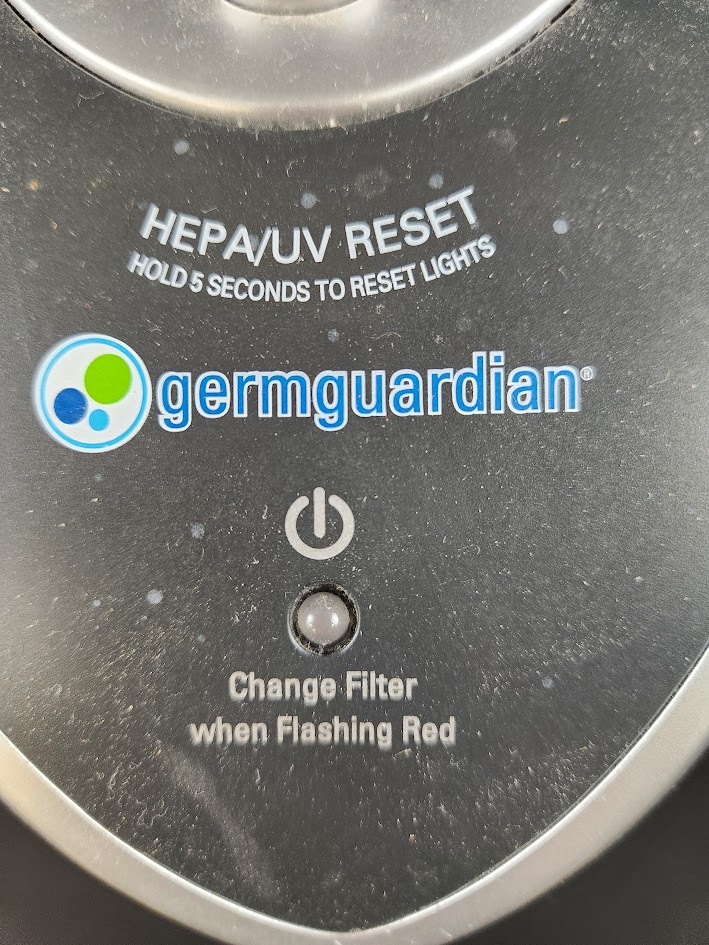 HEPA/UV RESET
HOLD 5 SECONDS TO RESET LIGHTS
germguardian®
Change Filter
when Flashing Red